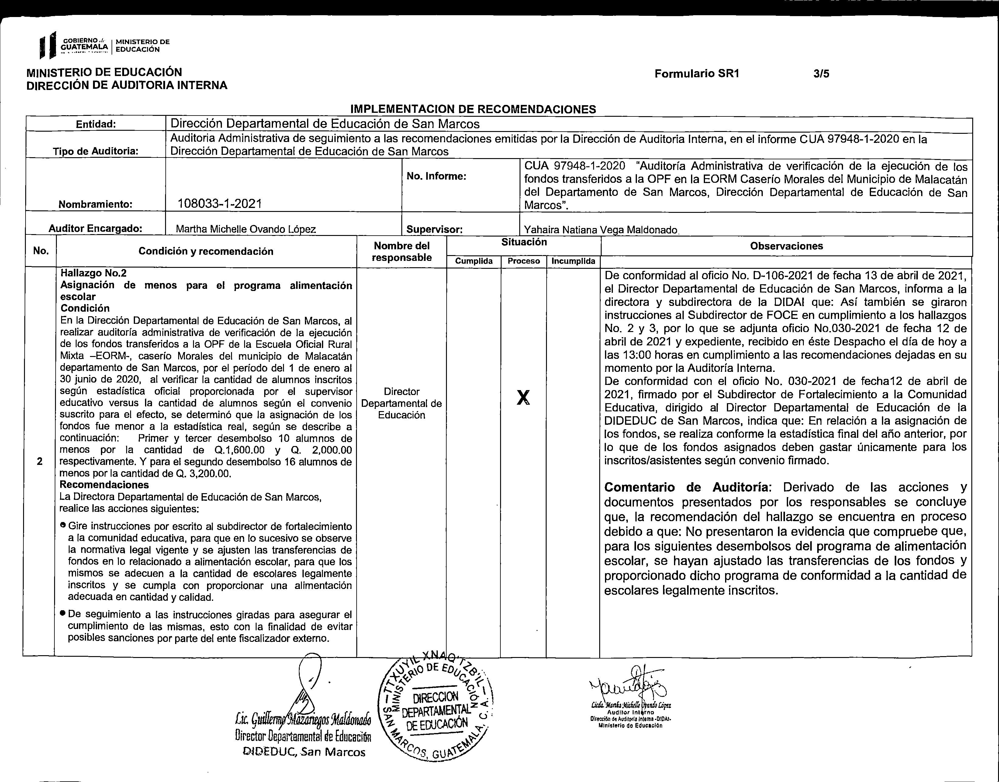 GOBIERNO de
GUATEMALA
MINISTERIO DE
EDUCACIÓN
MINISTERIO DE EDUCACIÓN
DIRECCIÓN DE AUDITORIA INTERNA
Formulario SR1 3/5
IMPLEMENTACION DE RECOMENDACIONES
Entidad: Dirección Departamental de Educación de San Marcos
Tipo de Auditoria: Auditoria Administrativa de seguimiento a las recomendaciones emitidas por la Dirección de Auditoria Interna, en el informe CUA 97948-1-2020 en la
Dirección Departamental de Educación de San Marcos
Nombramiento: 108033-1-2021
No. Informe:
CUA 97948-1-2020 "Auditoría Administrativa de verificación de la ejecución de los
fondos transferidos a la OPF en la EORM Caserío Morales del Municipio de Malacatán
del Departamento de San Marcos, Dirección Departamental de Educación de San
Marcos".
Auditor Encargado: Martha Michelle Ovando López Supervisor: Yahaira Natiana Vega Maldonado.
No.
Condición y recomendación
Nombre del
responsable
Situación
Cumplida Proceso Incumplida
Observaciones
2
Hallazgo No.2
Asignación de menos para el programa alimentación
escolar
Condición
En la Dirección Departamental de Educación de San Marcos, al
realizar auditoría administrativa de verificación de la ejecución
de los fondos transferidos a la OPF de la Escuela Oficial Rural
Mixta –EORM-, caserío Morales del municipio de Malacatán
departamento de San Marcos, por el período del 1 de enero al
30 junio de 2020, al verificar la cantidad de alumnos inscritos
según estadística oficial proporcionada por el supervisor
educativo versus la cantidad de alumnos según el convenio
suscrito para el efecto, se determinó que la asignación de los
fondos fue menor a la estadística real, según se describe a
continuación: Primer y tercer desembolso 10 alumnos de
menos por la cantidad de Q.1,600.00 y Q. 2,000.00
respectivamente. Y para el segundo desembolso 16 alumnos de
menos por la cantidad de Q. 3,200.00.
Recomendaciones
La Directora Departamental de Educación de San Marcos,
realice las acciones siguientes:
• Gire instrucciones por escrito al subdirector de fortalecimiento
a la comunidad educativa, para que en lo sucesivo se observe
la normativa legal vigente y se ajusten las transferencias de
fondos en lo relacionado a alimentación escolar, para que los
mismos se adecuen a la cantidad de escolares legalmente
inscritos y se cumpla con proporcionar una alimentación
adecuada en cantidad y calidad.
• De seguimiento a las instrucciones giradas para asegurar el
cumplimiento de las mismas, esto con la finalidad de evitar
posibles sanciones por parte del ente fiscalizador externo.
Director
Departamental de
Educación
X
De conformidad al oficio No. D-106-2021 de fecha 13 de abril de 2021,
el Director Departamental de Educación de San Marcos, informa a la
directora y subdirectora de la DIDAI que: Así también se giraron
instrucciones al Subdirector de FOCE en cumplimiento a los hallazgos
No. 2 y 3, por lo que se adjunta oficio No.030-2021 de fecha 12 de
abril de 2021 y expediente, recibido en éste Despacho el día de hoy a
las 13:00 horas en cumplimiento a las recomendaciones dejadas en su
momento por la Auditoría Interna.
De conformidad con el oficio No. 030-2021 de fecha12 de abril de
2021, firmado por el Subdirector de Fortalecimiento a la Comunidad
Educativa, dirigido al Director Departamental de Educación de la
DIDEDUC de San Marcos, indica que: En relación a la asignación de
los fondos, se realiza conforme la estadística final del año anterior, por
lo que de los fondos asignados deben gastar únicamente para los
inscritos/asistentes según convenio firmado.
Comentario de Auditoría: Derivado de las acciones y
documentos presentados por los responsables se concluye
que, la recomendación del hallazgo se encuentra en proceso
debido a que: No presentaron la evidencia que compruebe que,
para los siguientes desembolsos del programa de alimentación
escolar, se hayan ajustado las transferencias de los fondos y
proporcionado dicho programa de conformidad a la cantidad de
escolares legalmente inscritos.
Lic. Guillermo Mazariegos Maldonado
Director Departamental de Educación
DIDEDUC, San Marcos
TTXUYIL XNAQ'TZB'IL
MINISTERIO DE EDUCACIÓN
DIRECCION
DEPARTAMENTAL
DE EDUCACIÓN
SAN MARCOS, GUATEMALA, C. A.
Licda. Martha Michelle Ovando López
Auditor Interno
Dirección de Auditoría Interna -DIDAI-
Ministerio de Educación